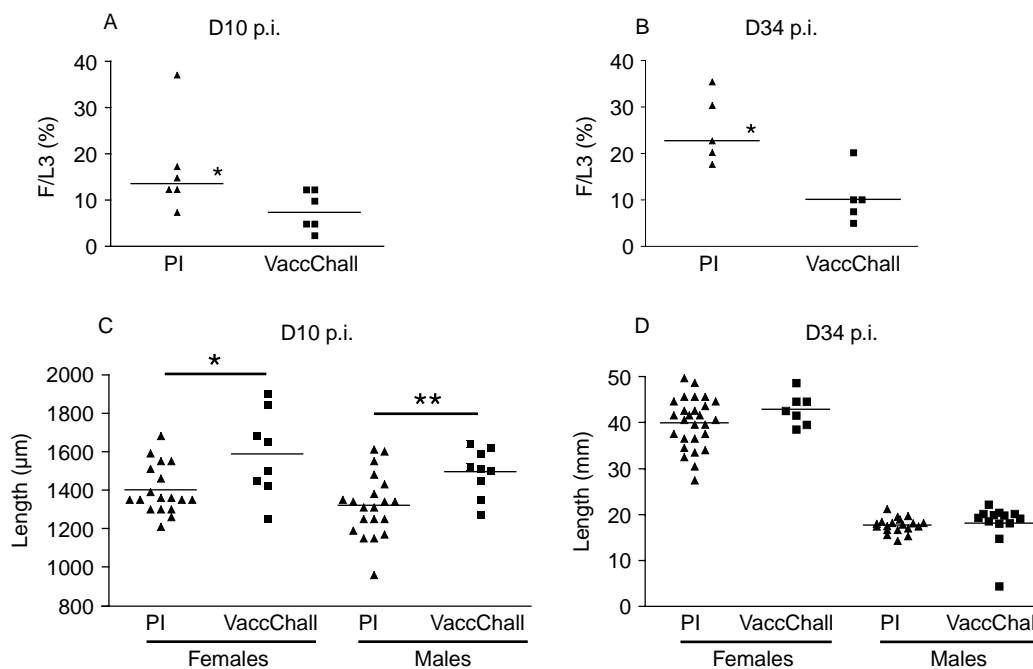 A
D10 p.i.
F/L3 (%)
40
30
20
10
0
*
PI
VaccChall
B
D34 p.i.
F/L3 (%)
40
30
20
10
0
*
PI
VaccChall
C
D10 p.i.
Length (µm)
2000
1800
1600
1400
1200
1000
800
*
**
PI
VaccChall
PI
VaccChall
Females
Males
D
D34 p.i.
Length (mm)
50
40
30
20
10
0
PI
VaccChall
PI
VaccChall
Females
Males